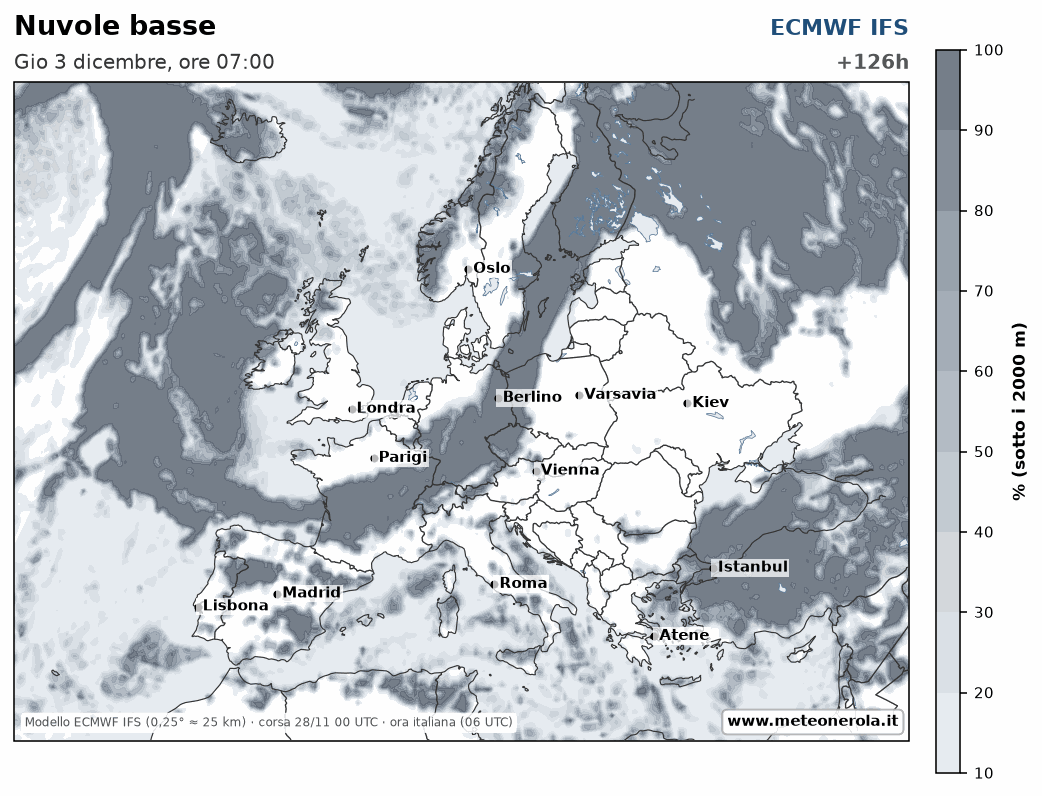 Nuvole basse
ECMWF IFS
Gio 3 dicembre, ore 07:00
+126h
100
90
80
70
60
50
40
30
20
10
% (sotto i 2000 m)
Oslo
Londra
Berlino
Varsavia
Kiev
Parigi
Vienna
Istanbul
Roma
Madrid
Lisbona
Atene
Modello ECMWF IFS (0,25° ≈ 25 km) · corsa 28/11 00 UTC · ora italiana (06 UTC)
www.meteonerola.it